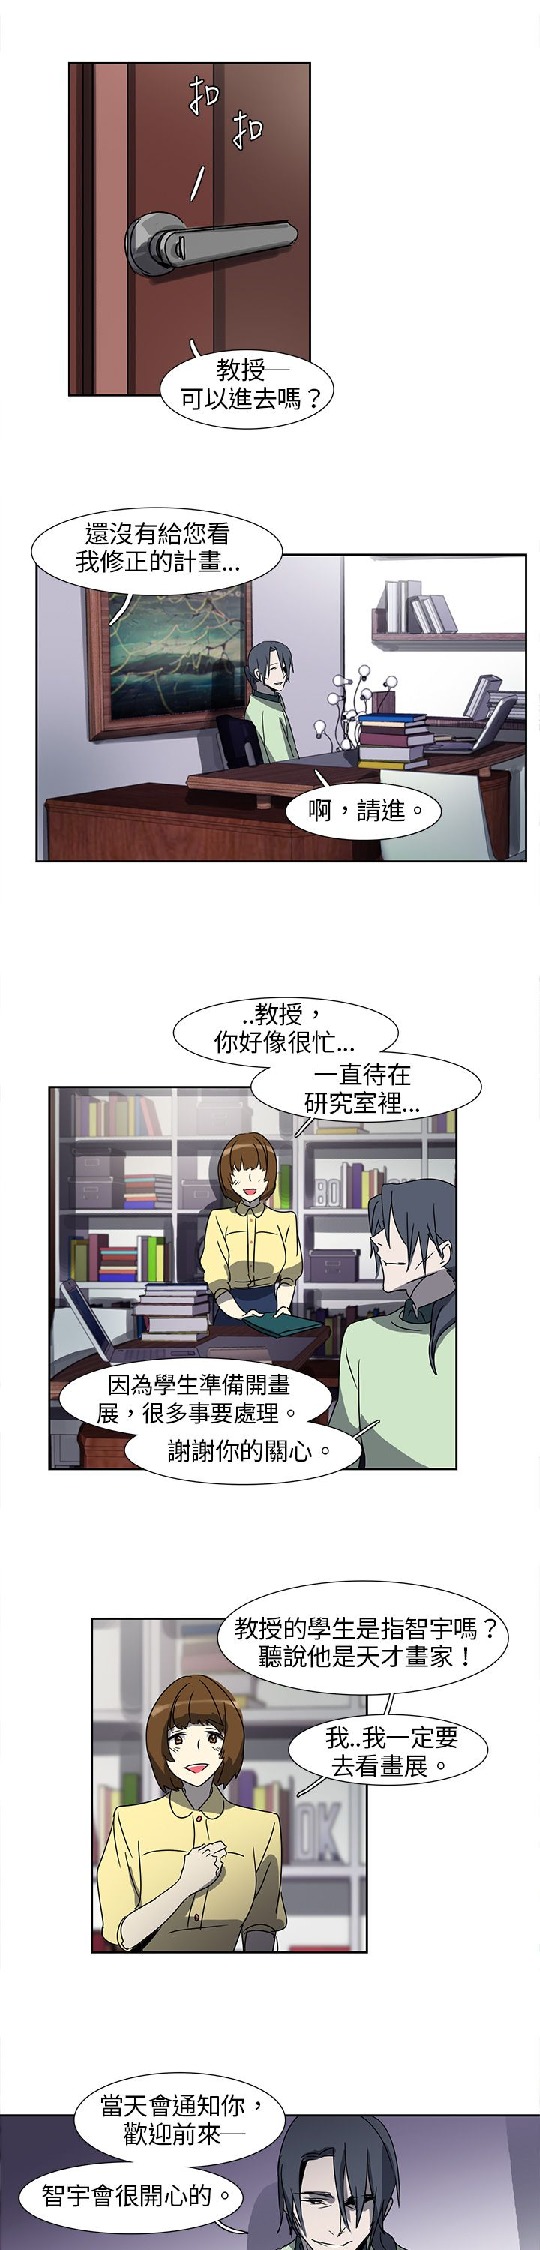 扣
扣
教授─
可以進去嗎？
還沒有給您看
我修正的計畫...
啊，請進。
..教授，
你好像很忙...
一直待在
研究室裡...
BIO
OK
因為學生準備開畫
展，很多事要處理。
謝謝你的關心。
教授的學生是指智宇嗎？
聽說他是天才畫家！
我..我一定要
去看畫展。
OK
當天會通知你，
歡迎前來─
智宇會很開心的。